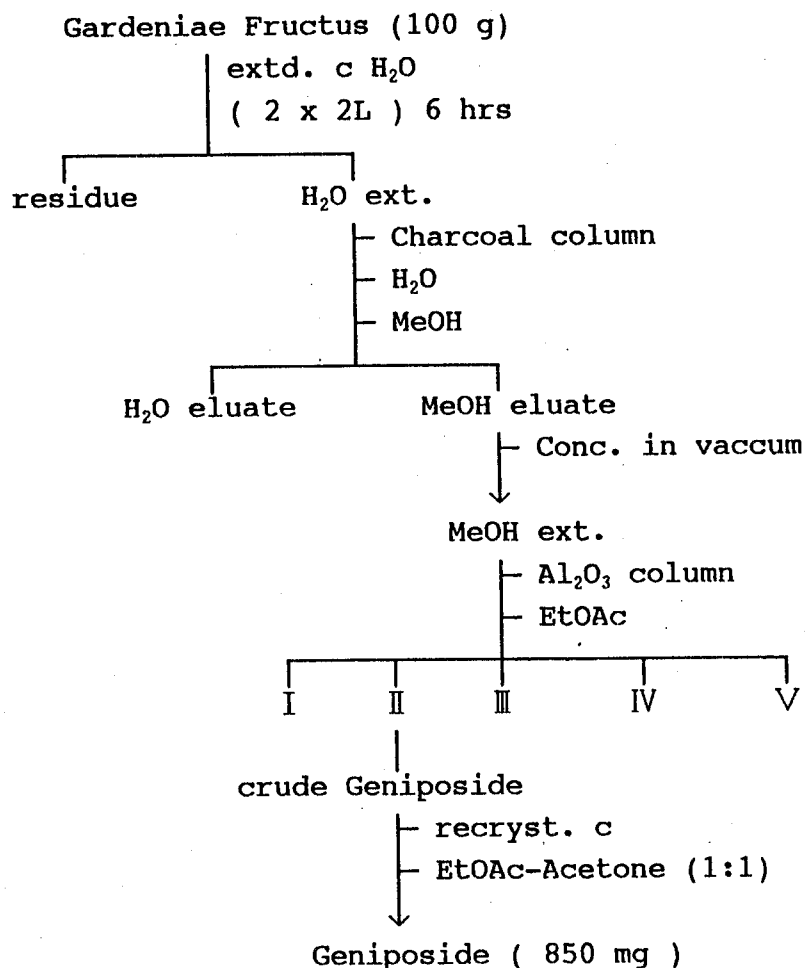 Gardeniae Fructus (100 g)
extd. c H₂O
( 2 x 2L ) 6 hrs
residue
H₂O ext.
Charcoal column
H₂O
MeOH
H₂O eluate
MeOH eluate
Conc. in vaccum
MeOH ext.
Al₂O₃ column
EtOAc
Ⅰ Ⅱ Ⅲ Ⅳ Ⅴ
crude Geniposide
recryst. c
EtOAc-Acetone (1:1)
Geniposide ( 850 mg )